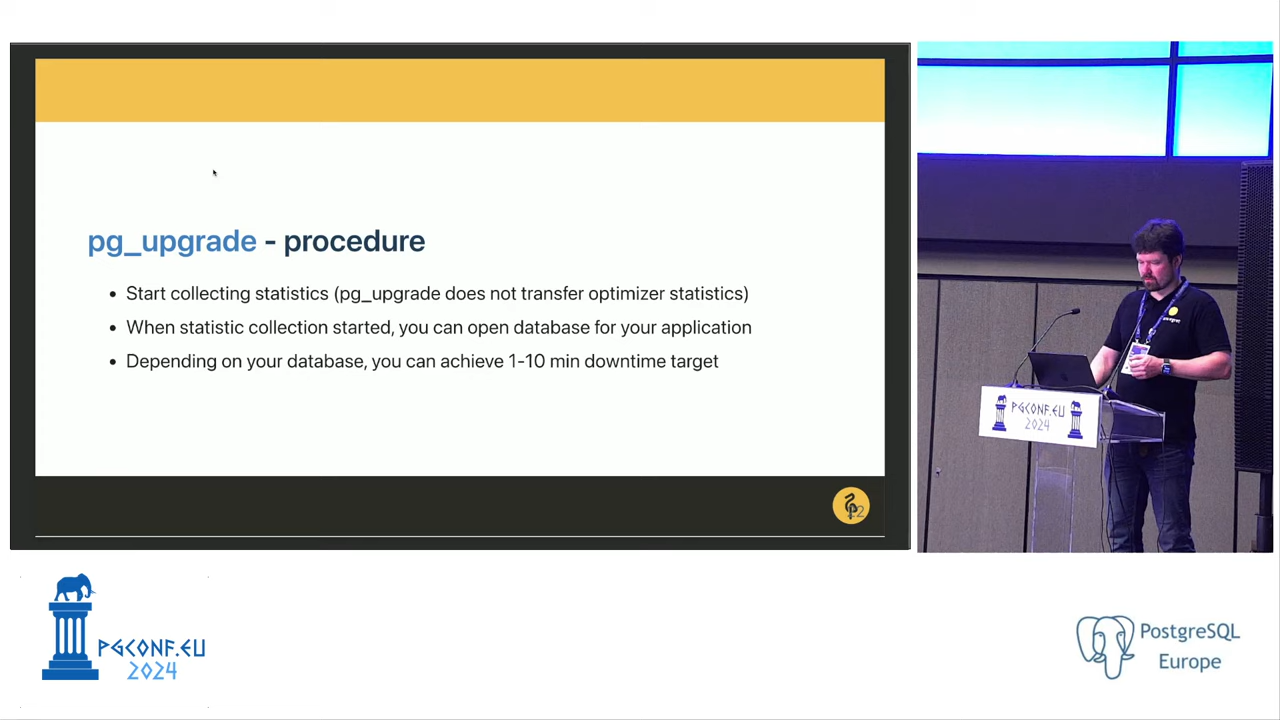 pg_upgrade - procedure
• Start collecting statistics (pg_upgrade does not transfer optimizer statistics)
• When statistic collection started, you can open database for your application
• Depending on your database, you can achieve 1-10 min downtime target
PGCONF.EU
2024
PGCONF.EU
2024
PostgreSQL
Europe